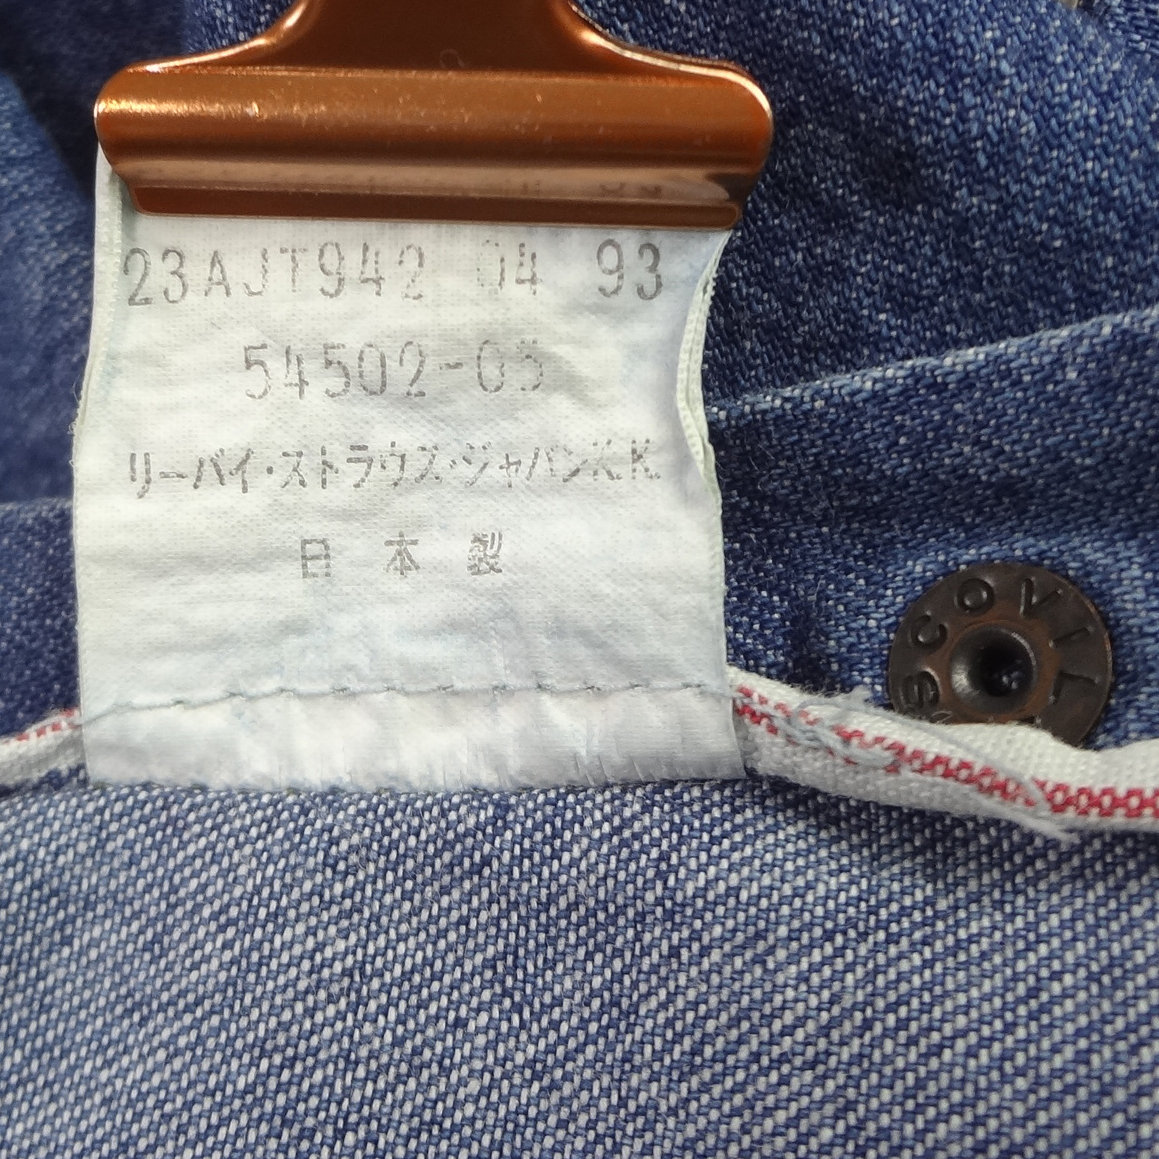 23AJT942 04 93
54502-05
リーバイ・ストラウス・ジャパンK.K.
日本製
SCOVILL